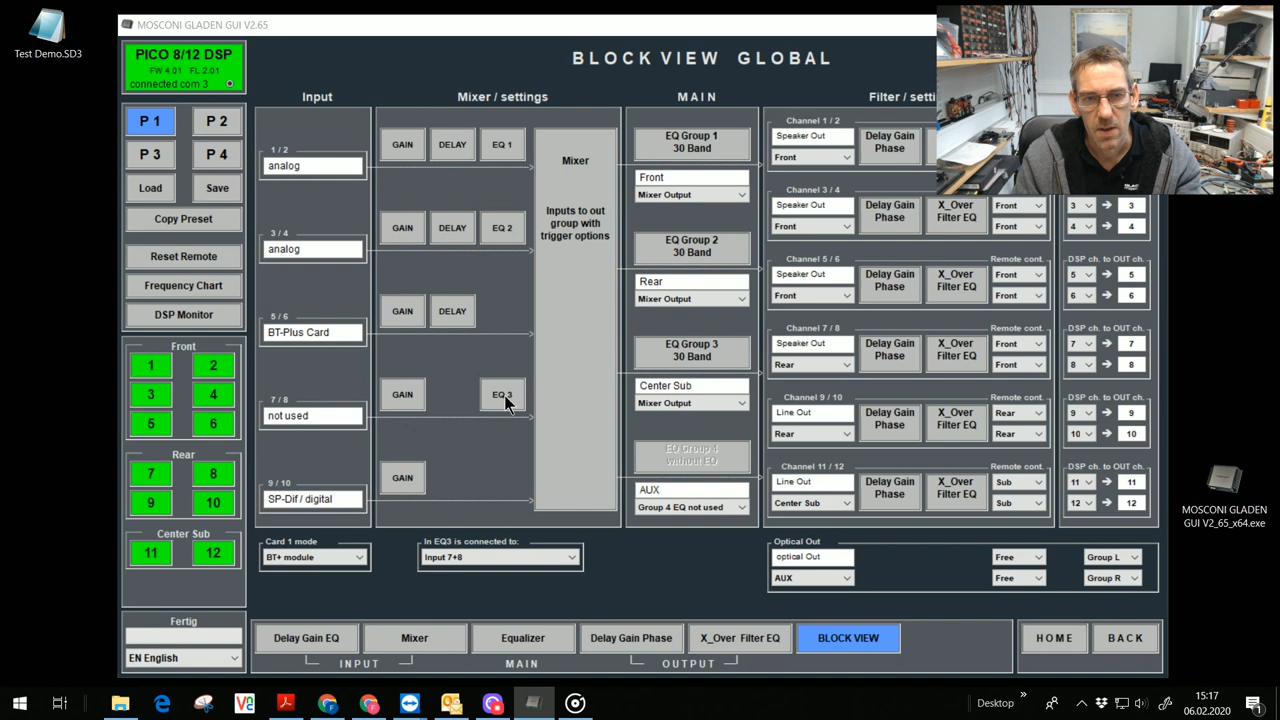 Test Demo.SD3
MOSCONI GLADEN GUI V2.65
PICO 8/12 DSP
FW 4.01 FL 2.01
connected com 3
BLOCK VIEW GLOBAL
Input
Mixer / settings
MAIN
Filter / setti
P 1
P 2
P 3
P 4
Load
Save
Copy Preset
Reset Remote
Frequency Chart
DSP Monitor
Front
1
2
3
4
5
6
Rear
7
8
9
10
Center Sub
11
12
Fertig
EN English
1 / 2
analog
3 / 4
analog
5 / 6
BT-Plus Card
7 / 8
not used
9 / 10
SP-Dif / digital
Card 1 mode
BT+ module
GAIN
DELAY
EQ 1
GAIN
DELAY
EQ 2
GAIN
DELAY
GAIN
EQ 3
GAIN
In EQ3 is connected to:
Input 7+8
Mixer
Inputs to out
group with
trigger options
EQ Group 1
30 Band
Front
Mixer Output
EQ Group 2
30 Band
Rear
Mixer Output
EQ Group 3
30 Band
Center Sub
Mixer Output
EQ Group 4
without EQ
AUX
Group 4 EQ not used
Channel 1 / 2
Speaker Out
Front
Delay Gain
Phase
Channel 3 / 4
Speaker Out
Front
Delay Gain
Phase
X_Over
Filter EQ
Front
Front
3
3
4
4
Channel 5 / 6
Speaker Out
Front
Delay Gain
Phase
X_Over
Filter EQ
Remote cont.
Front
Front
DSP ch. to OUT ch.
5
5
6
6
Channel 7 / 8
Speaker Out
Rear
Delay Gain
Phase
X_Over
Filter EQ
Remote cont.
Front
Front
DSP ch. to OUT ch.
7
7
8
8
Channel 9 / 10
Line Out
Rear
Delay Gain
Phase
X_Over
Filter EQ
Remote cont.
Rear
Rear
DSP ch. to OUT ch.
9
9
10
10
Channel 11 / 12
Line Out
Center Sub
Delay Gain
Phase
X_Over
Filter EQ
Remote cont.
Sub
Sub
DSP ch. to OUT ch.
11
11
12
12
Optical Out
optical Out
AUX
Free
Free
Group L
Group R
Delay Gain EQ
Mixer
Equalizer
Delay Gain Phase
X_Over Filter EQ
BLOCK VIEW
HOME
BACK
INPUT
MAIN
OUTPUT
MOSCONI GLADEN
GUI V2_65_x64.exe
Desktop
15:17
06.02.2020
1